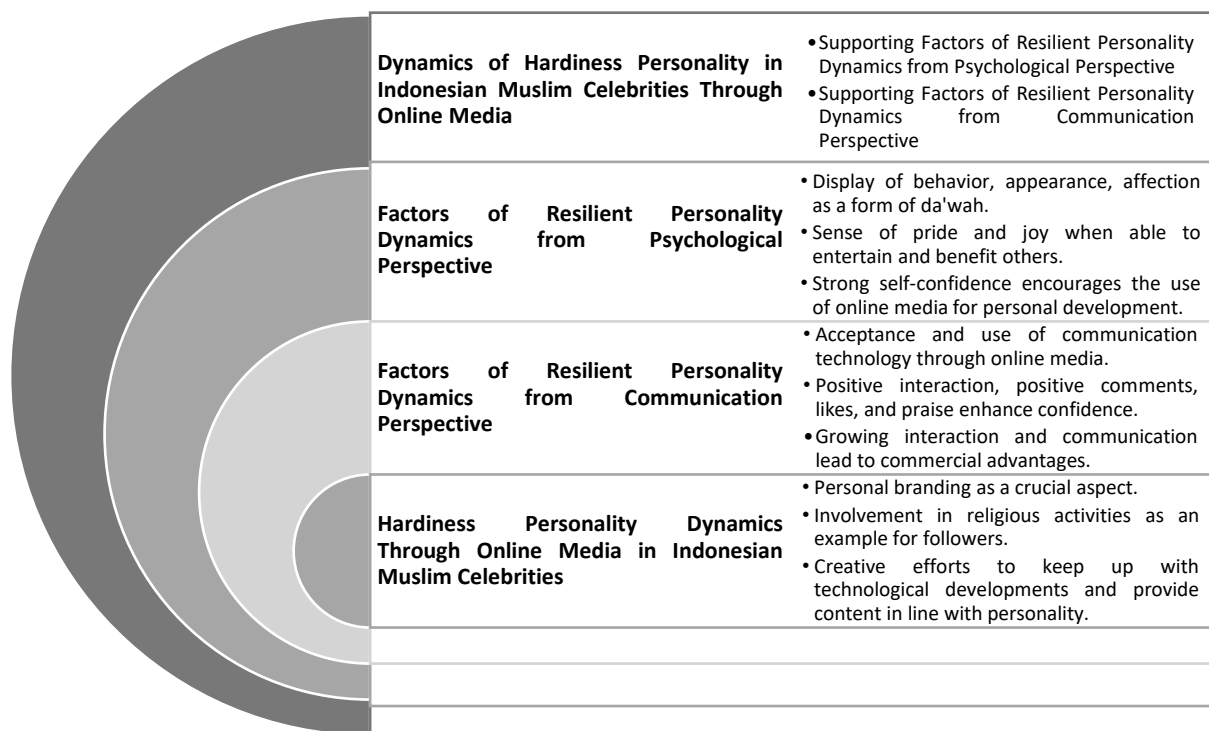 Dynamics of Hardiness Personality in
Indonesian Muslim Celebrities Through
Online Media
•Supporting Factors of Resilient Personality
Dynamics from Psychological Perspective
•Supporting Factors of Resilient Personality
Dynamics from Communication
Perspective
Factors of Resilient Personality
Dynamics from Psychological
Perspective
• Display of behavior, appearance, affection
as a form of da'wah.
• Sense of pride and joy when able to
entertain and benefit others.
• Strong self-confidence encourages the use
of online media for personal development.
Factors of Resilient Personality
Dynamics from Communication
Perspective
• Acceptance and use of communication
technology through online media.
• Positive interaction, positive comments,
likes, and praise enhance confidence.
•Growing interaction and communication
lead to commercial advantages.
Hardiness Personality Dynamics
Through Online Media in Indonesian
Muslim Celebrities
• Personal branding as a crucial aspect.
• Involvement in religious activities as an
example for followers.
• Creative efforts to keep up with
technological developments and provide
content in line with personality.